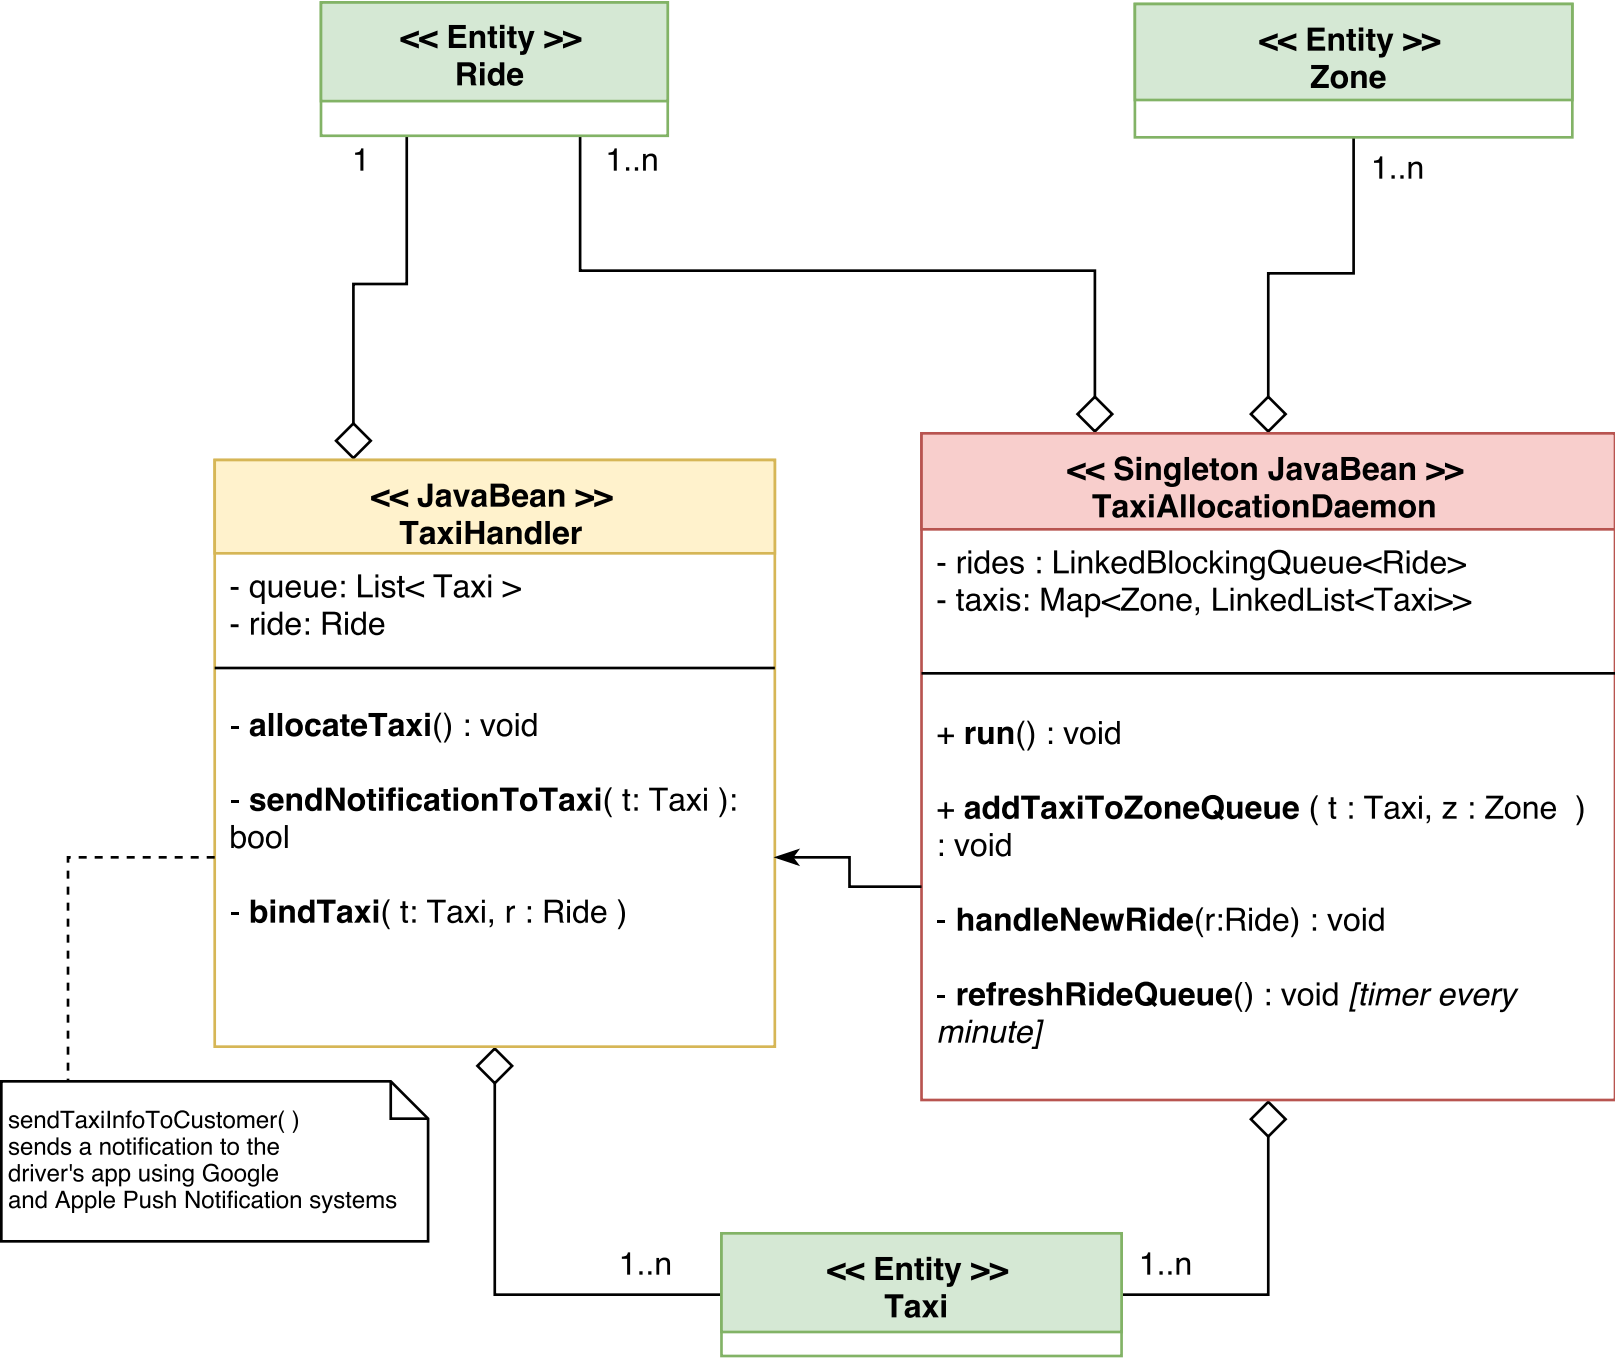 << Entity >>
Ride
<< Entity >>
Zone
1
1..n
1..n
<< JavaBean >>
TaxiHandler
- queue: List< Taxi >
- ride: Ride
- allocateTaxi() : void
- sendNotificationToTaxi( t: Taxi ):
bool
- bindTaxi( t: Taxi, r : Ride )
<< Singleton JavaBean >>
TaxiAllocationDaemon
- rides : LinkedBlockingQueue<Ride>
- taxis: Map<Zone, LinkedList<Taxi>>
+ run() : void
+ addTaxiToZoneQueue ( t : Taxi, z : Zone )
: void
- handleNewRide(r:Ride) : void
- refreshRideQueue() : void [timer every
minute]
sendTaxiInfoToCustomer( )
sends a notification to the
driver's app using Google
and Apple Push Notification systems
1..n
1..n
<< Entity >>
Taxi